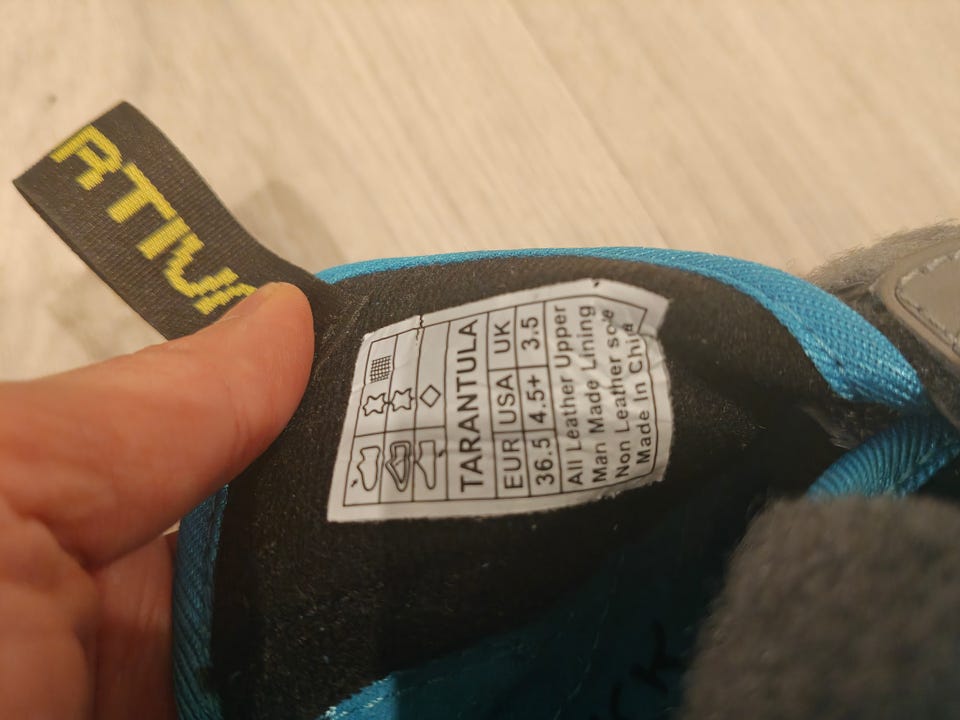 RTIVA
TARANTULA
EUR USA UK
36.5 4.5+ 3.5
All Leather Upper
Man Made Lining
Non Leather sole
Made In China